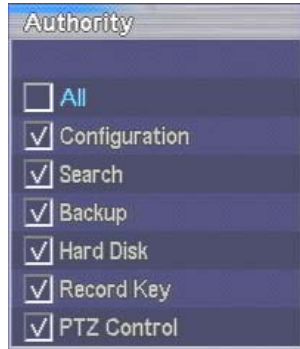 Authority
All
Configuration
Search
Backup
Hard Disk
Record Key
PTZ Control